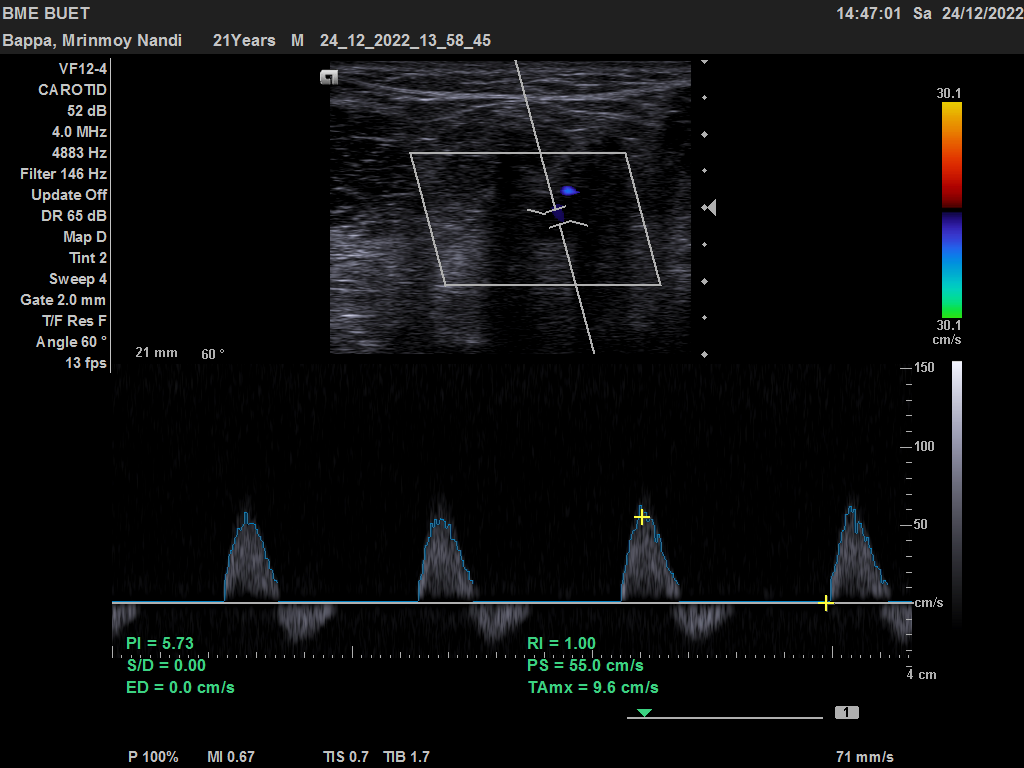 BME BUET 14:47:01 Sa 24/12/2022
Bappa, Mrinmoy Nandi 21Years M 24_12_2022_13_58_45
VF12-4
CAROTID
52 dB
4.0 MHz
4883 Hz
Filter 146 Hz
Update Off
DR 65 dB
Map D
Tint 2
Sweep 4
Gate 2.0 mm
T/F Res F
Angle 60 °
13 fps
21 mm 60 °
30.1
30.1
cm/s
150
100
50
cm/s
4 cm
PI = 5.73 RI = 1.00
S/D = 0.00 PS = 55.0 cm/s
ED = 0.0 cm/s TAmx = 9.6 cm/s
1
P 100% MI 0.67 TIS 0.7 TIB 1.7 71 mm/s